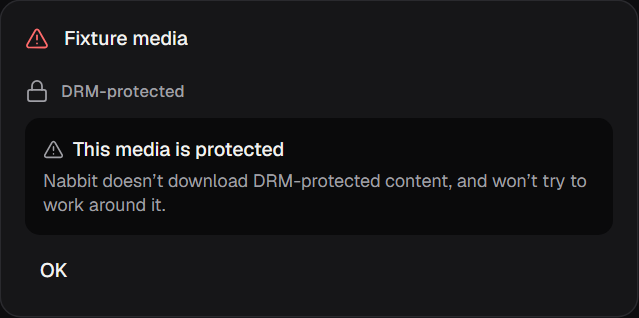 Fixture media
DRM-protected
This media is protected
Nabbit doesn’t download DRM-protected content, and won’t try to
work around it.
OK